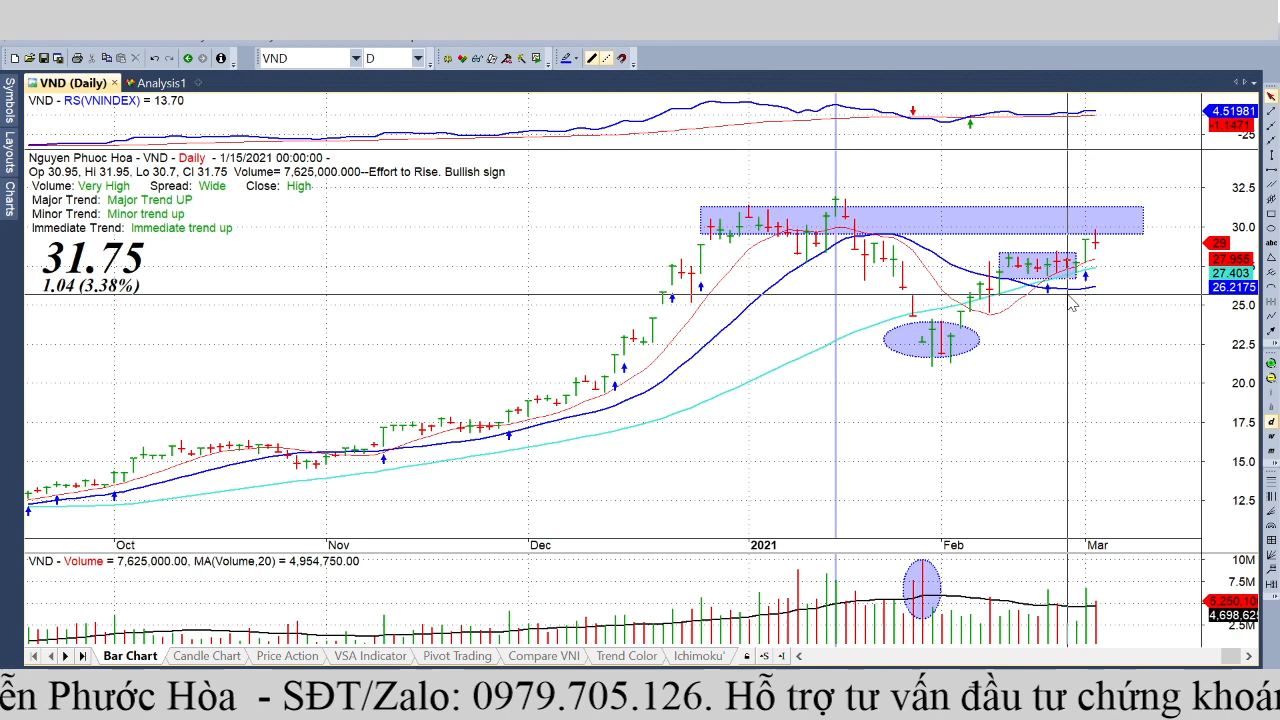 VND
D
VND (Daily)
Analysis1
Symbols
Layouts
Charts
VND - RS(VNINDEX) = 13.70
4.51981
-1.1471
-25
Nguyen Phuoc Hoa - VND - Daily - 1/15/2021 00:00:00 -
Op 30.95, Hi 31.95, Lo 30.7, Cl 31.75 Volume= 7,625,000.000--Effort to Rise. Bullish sign
Volume: Very High Spread: Wide Close: High
Major Trend: Major Trend UP
Minor Trend: Minor trend up
Immediate Trend: Immediate trend up
31.75
1.04 (3.38%)
32.5
30.0
29
27.955
27.403
26.2175
25.0
22.5
20.0
17.5
15.0
12.5
Oct Nov Dec 2021 Feb Mar
VND - Volume = 7,625,000.00, MA(Volume,20) = 4,954,750.00
10M
7.5M
5,250,10
4,698,62
2.5M
Bar Chart Candle Chart Price Action VSA Indicator Pivot Trading Compare VNI Trend Color Ichimoku'
ễn Phước Hòa - SĐT/Zalo: 0979.705.126. Hỗ trợ tư vấn đầu tư chứng khoán